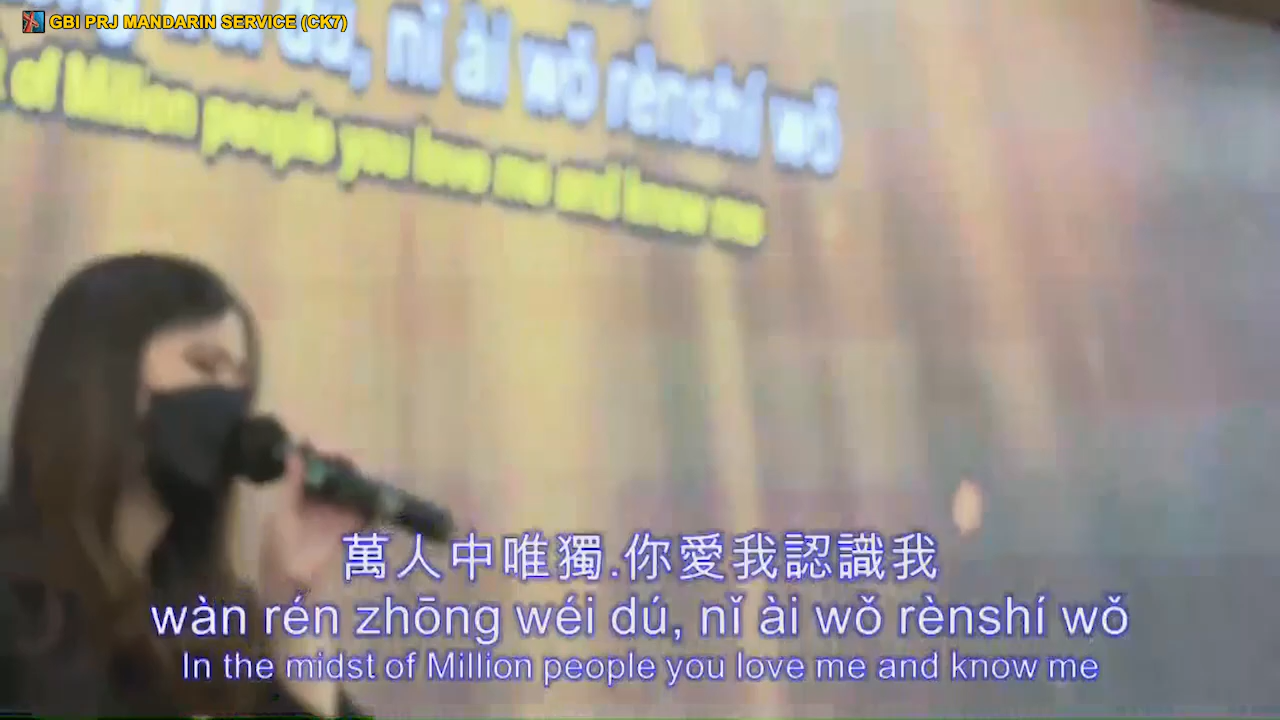 GBI PRJ MANDARIN SERVICE (CK7)
nǐ ài wǒ rènshí wǒ
of Million people you love me and know me
萬人中唯獨.你愛我認識我
wàn rén zhōng wéi dú, nǐ ài wǒ rènshí wǒ
In the midst of Million people you love me and know me